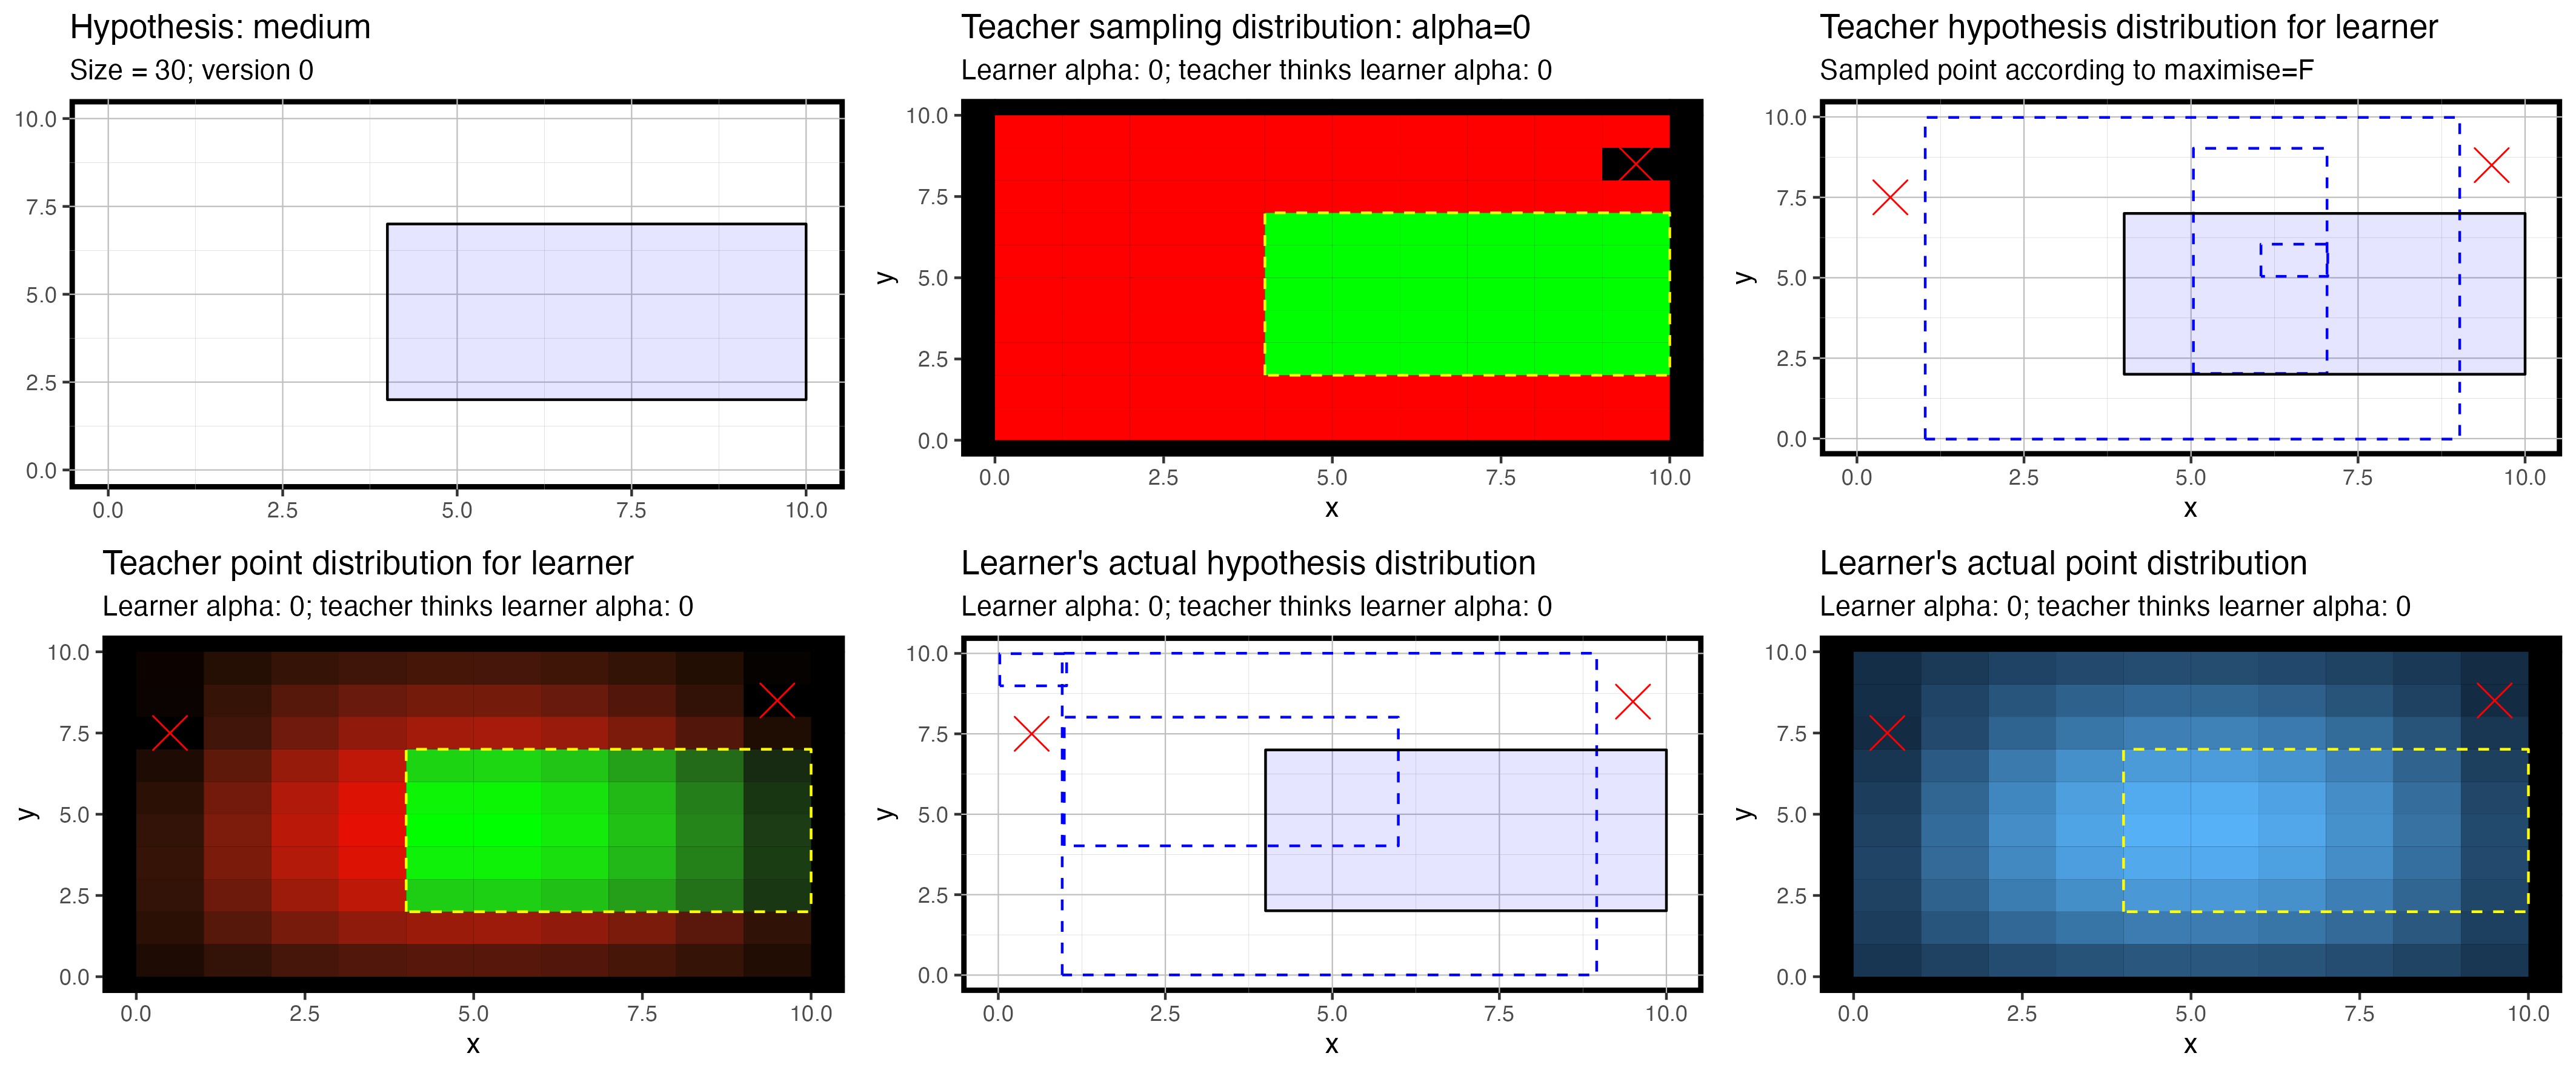 Hypothesis: medium
Size = 30; version 0
10.0
7.5
5.0
2.5
0.0
0.0 2.5 5.0 7.5 10.0
Teacher sampling distribution: alpha=0
Learner alpha: 0; teacher thinks learner alpha: 0
y
10.0
7.5
5.0
2.5
0.0
0.0 2.5 5.0 7.5 10.0
x
Teacher hypothesis distribution for learner
Sampled point according to maximise=F
y
10.0
7.5
5.0
2.5
0.0
0.0 2.5 5.0 7.5 10.0
x
Teacher point distribution for learner
Learner alpha: 0; teacher thinks learner alpha: 0
y
10.0
7.5
5.0
2.5
0.0
0.0 2.5 5.0 7.5 10.0
x
Learner's actual hypothesis distribution
Learner alpha: 0; teacher thinks learner alpha: 0
y
10.0
7.5
5.0
2.5
0.0
0.0 2.5 5.0 7.5 10.0
x
Learner's actual point distribution
Learner alpha: 0; teacher thinks learner alpha: 0
y
10.0
7.5
5.0
2.5
0.0
0.0 2.5 5.0 7.5 10.0
x